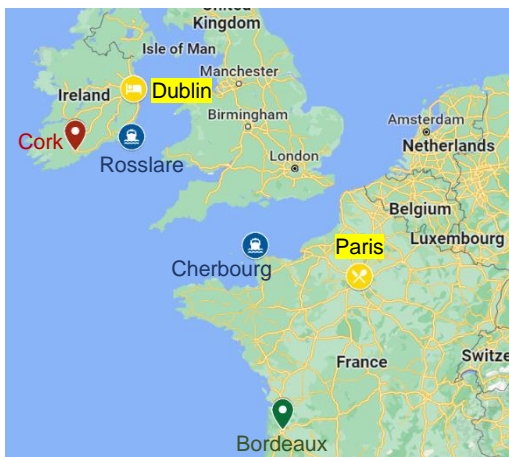 United
Kingdom
Isle of Man
Manchester
Ireland
Dublin
Birmingham
Amsterdam
Cork
Netherlands
Rosslare
London
Belgium
Paris
Luxembourg
Cherbourg
France
Switze
Bordeaux